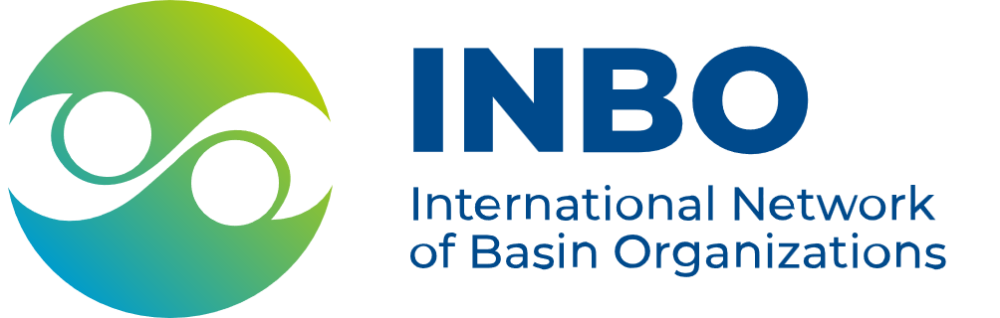 INBO
International Network
of Basin Organizations